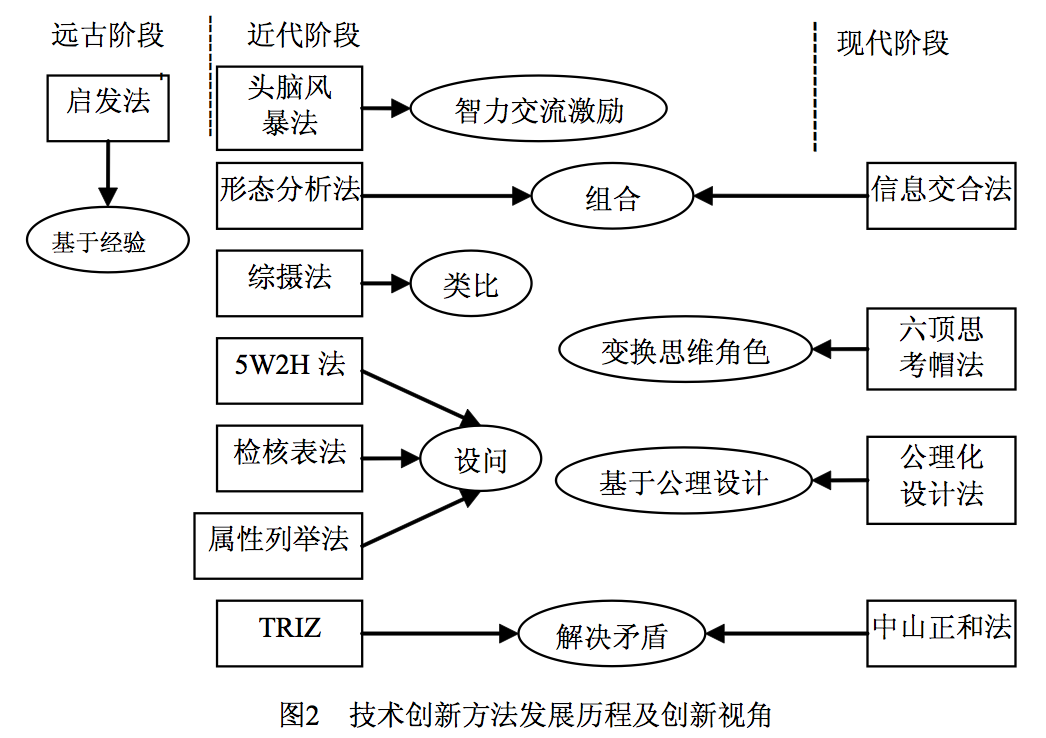 远古阶段
近代阶段
现代阶段
启发法
基于经验
头脑风
暴法
智力交流激励
形态分析法
组合
信息交合法
综摄法
类比
六顶思
考帽法
变换思维角色
5W2H 法
检核表法
设问
公理化
设计法
基于公理设计
属性列举法
TRIZ
解决矛盾
中山正和法
图2 技术创新方法发展历程及创新视角